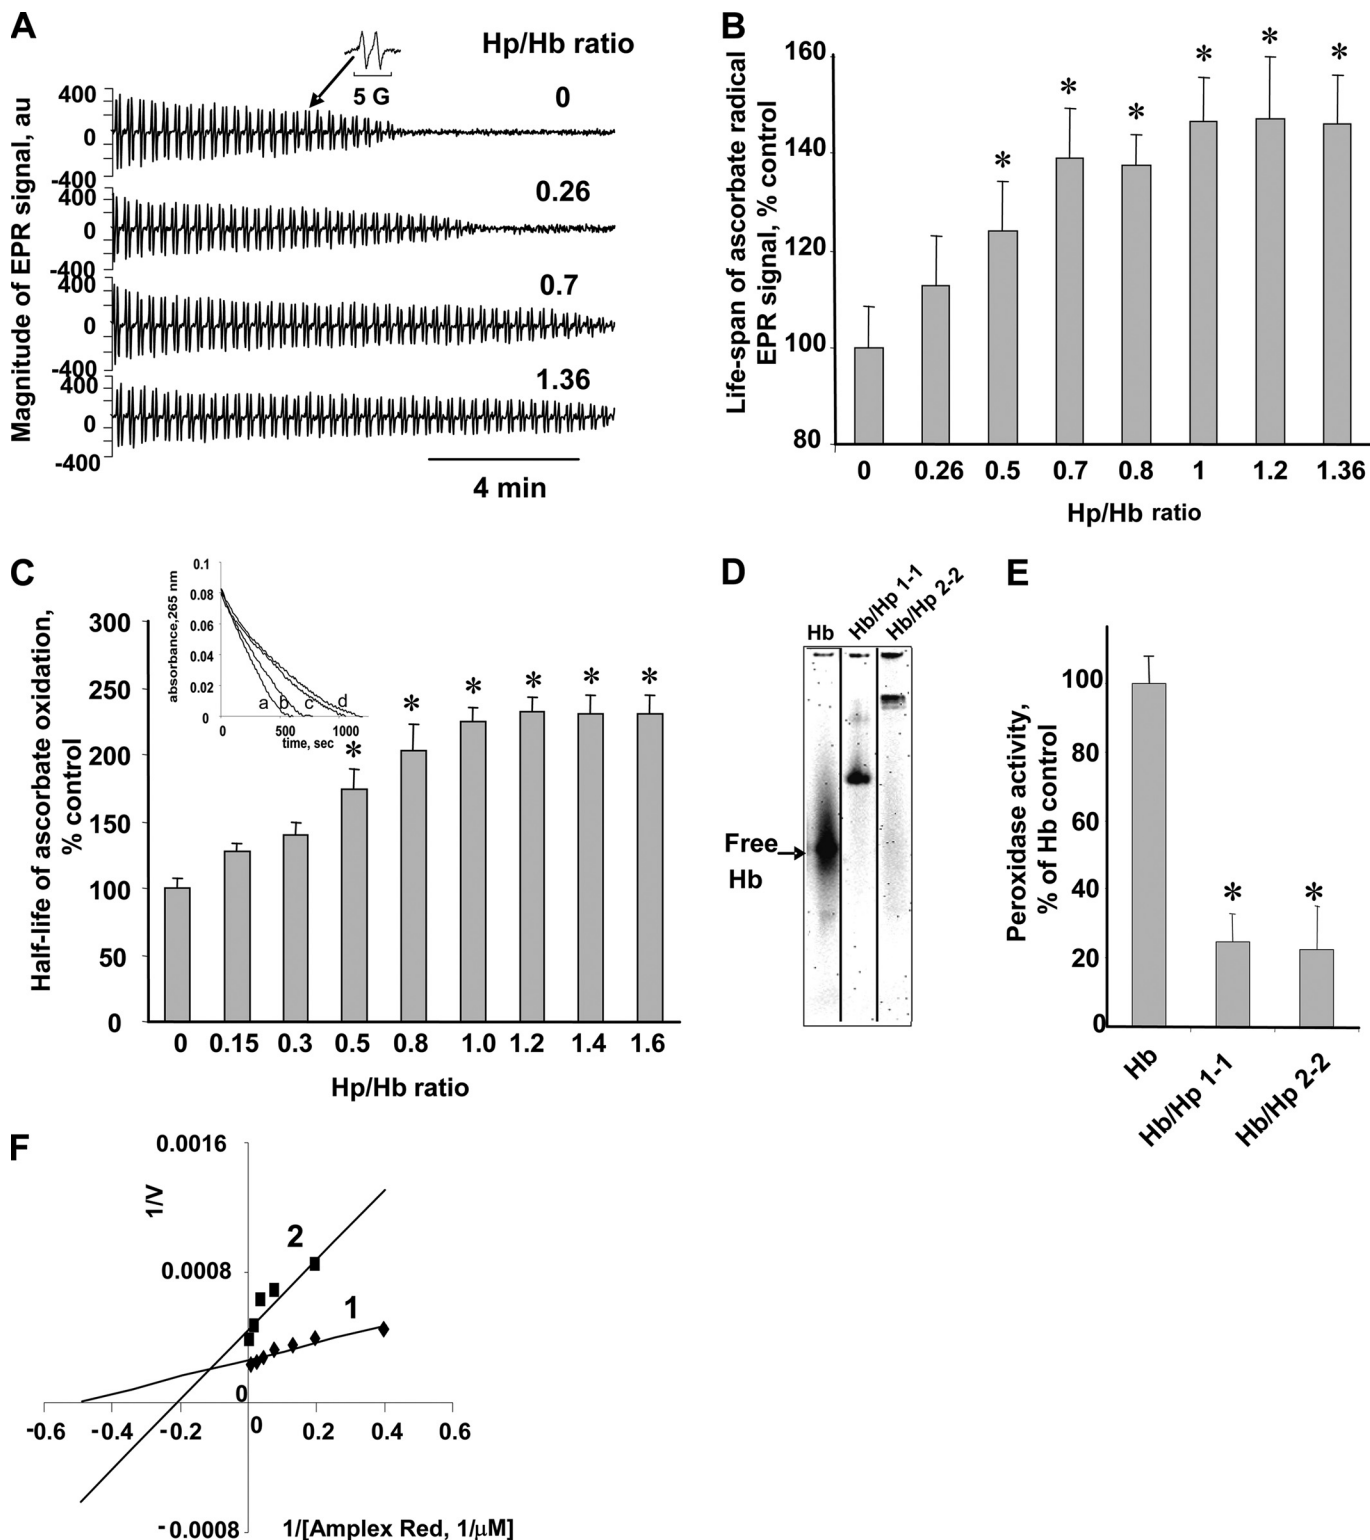 A
Hp/Hb ratio
5 G
Magnitude of EPR signal, au
400
0
-400
0
400
0
-400
0.26
400
0
-400
0.7
400
0
-400
1.36
4 min
B
Life-span of ascorbate radical
EPR signal, % control
160
140
120
100
80
* * * * * *
0 0.26 0.5 0.7 0.8 1 1.2 1.36
Hp/Hb ratio
C
Half-life of ascorbate oxidation,
% control
300
250
200
150
100
50
0
absorbance,265 nm
0.1
0.08
0.06
0.04
0.02
0
a b c d
0 500 1000
time, sec
* * * * * *
0 0.15 0.3 0.5 0.8 1.0 1.2 1.4 1.6
Hp/Hb ratio
D
Hb
Hb/Hp 1-1
Hb/Hp 2-2
Free
Hb
E
Peroxidase activity,
% of Hb control
100
80
60
40
20
0
* *
Hb
Hb/Hp 1-1
Hb/Hp 2-2
F
1/V
0.0016
0.0008
0
-0.0008
2
1
-0.6 -0.4 -0.2 0 0.2 0.4 0.6
1/[Amplex Red, 1/μM]